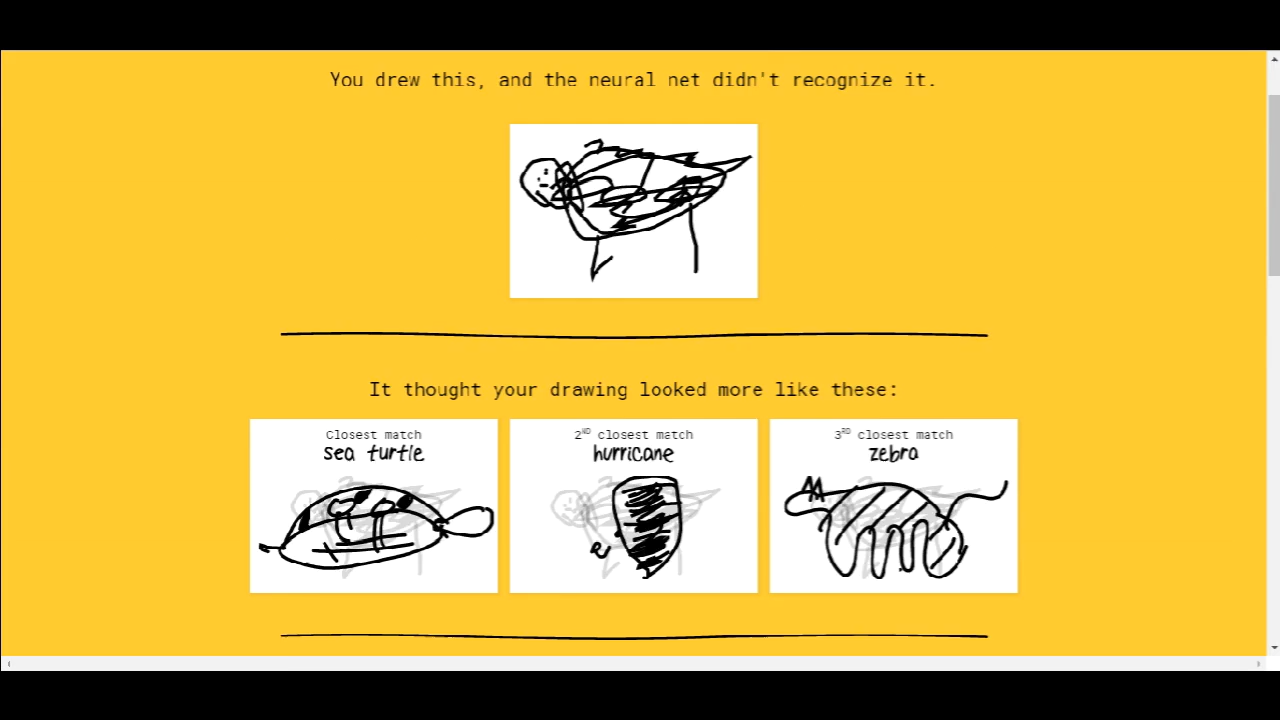 You drew this, and the neural net didn't recognize it.
It thought your drawing looked more like these:
Closest match
sea turtle
2ND closest match
hurricane
3RD closest match
zebra